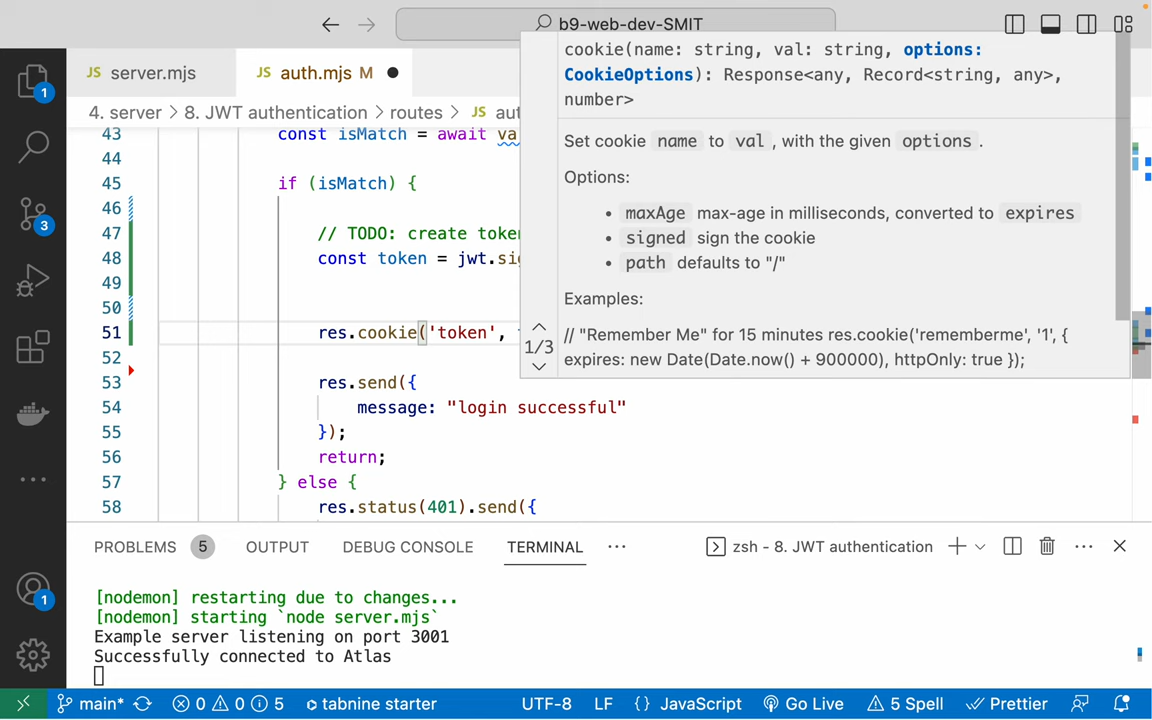 b9-web-dev-SMIT
JS server.mjs
JS auth.mjs M
4. server > 8. JWT authentication > routes > JS
cookie(name: string, val: string, options:
CookieOptions): Response<any, Record<string, any>,
number>
Set cookie name to val, with the given options.
Options:
• maxAge max-age in milliseconds, converted to expires
• signed sign the cookie
• path defaults to "/"
Examples:
// "Remember Me" for 15 minutes res.cookie('rememberme', '1', {
expires: new Date(Date.now() + 900000), httpOnly: true });
1/3
43 const isMatch = await va
44
45 if (isMatch) {
46
47 // TODO: create token
48 const token = jwt.sig
49
50
51 res.cookie('token',
52
53 res.send({
54 message: "login successful"
55 });
56 return;
57 } else {
58 res.status(401).send({
1
3
1
PROBLEMS 5 OUTPUT DEBUG CONSOLE TERMINAL ... zsh - 8. JWT authentication
[nodemon] restarting due to changes...
[nodemon] starting `node server.mjs`
Example server listening on port 3001
Successfully connected to Atlas
main* 0 0 5 tabnine starter UTF-8 LF {} JavaScript Go Live 5 Spell Prettier